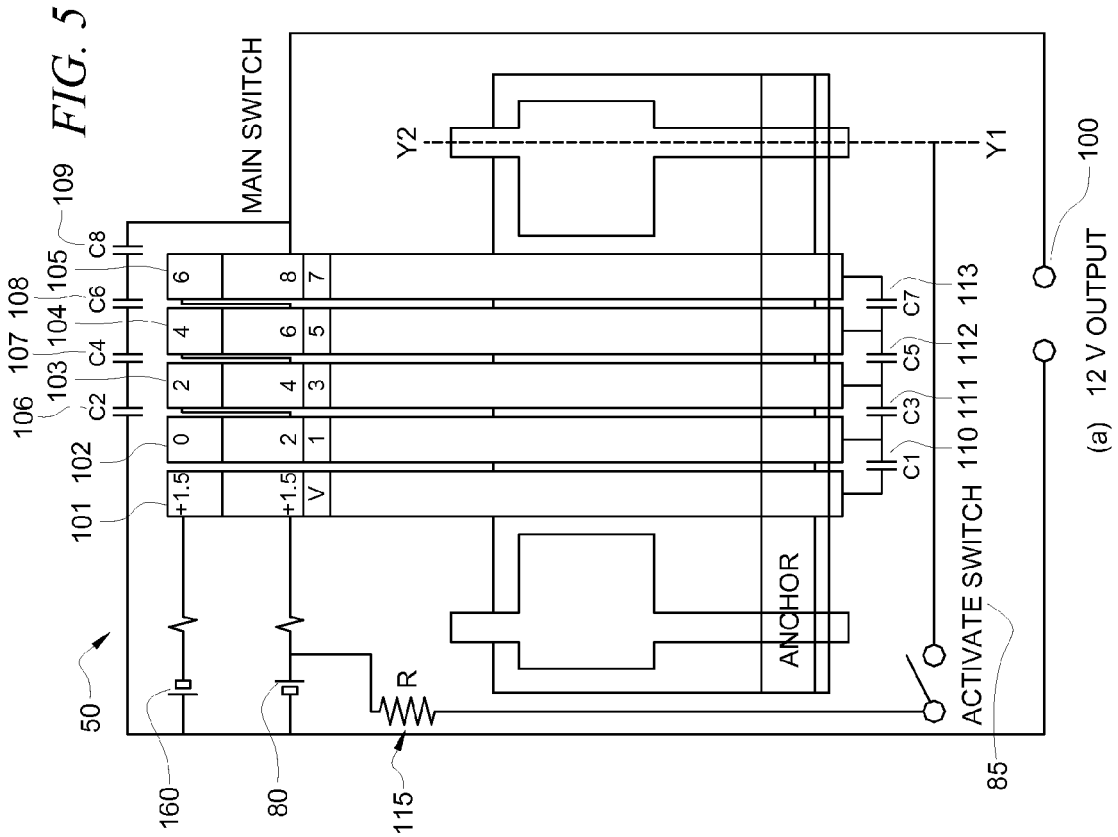 FIG. 5
50
MAIN SWITCH
106 107 108 109
C2 C4 C6 C8
101 102 103 104 105
+1.5 0 2 4 6
+1.5 2 4 6 8
V 1 3 5 7
160
80
R
115
Y2
Y1
ANCHOR
C1 C3 C5 C7
110 111 112 113
ACTIVATE SWITCH
85
100
(a) 12 V OUTPUT